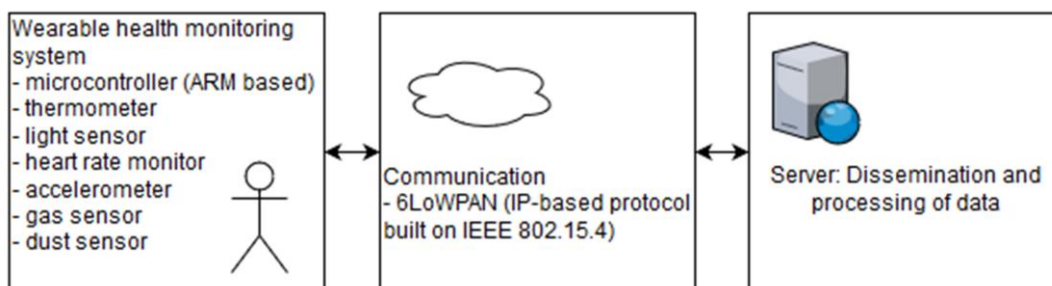 Wearable health monitoring
system
- microcontroller (ARM based)
- thermometer
- light sensor
- heart rate monitor
- accelerometer
- gas sensor
- dust sensor
Communication
- 6LoWPAN (IP-based protocol
built on IEEE 802.15.4)
Server: Dissemination and
processing of data